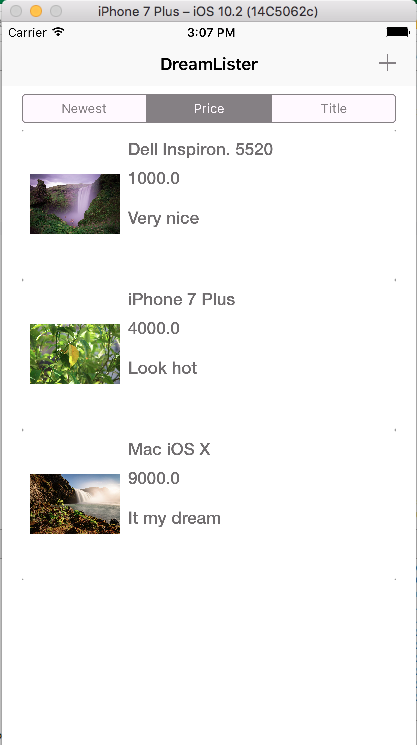 iPhone 7 Plus – iOS 10.2 (14C5062c)
Carrier 3:07 PM
DreamLister
Newest Price Title
Dell Inspiron. 5520
1000.0
Very nice
iPhone 7 Plus
4000.0
Look hot
Mac iOS X
9000.0
It my dream